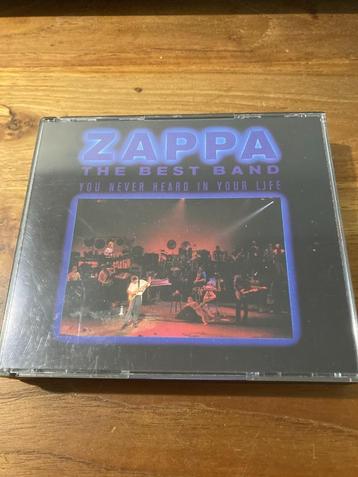 ZAPPA
THE BEST BAND
YOU NEVER HEARD IN YOUR LIFE